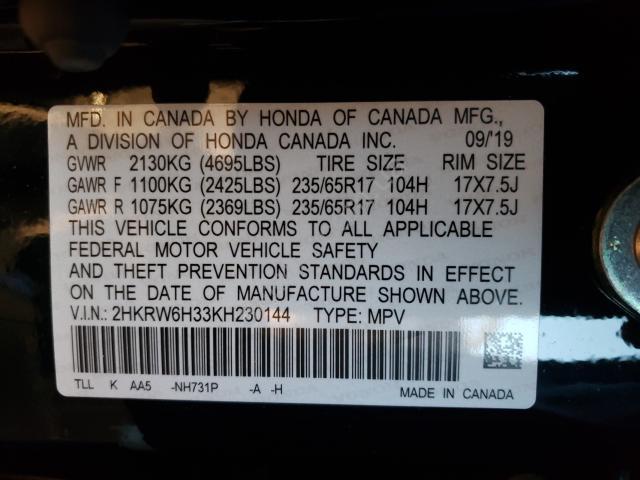 MFD. IN CANADA BY HONDA OF CANADA MFG.,
A DIVISION OF HONDA CANADA INC. 09/'19
GVWR 2130KG (4695LBS) TIRE SIZE RIM SIZE
GAWR F 1100KG (2425LBS) 235/65R17 104H 17X7.5J
GAWR R 1075KG (2369LBS) 235/65R17 104H 17X7.5J
THIS VEHICLE CONFORMS TO ALL APPLICABLE
FEDERAL MOTOR VEHICLE SAFETY
AND THEFT PREVENTION STANDARDS IN EFFECT
ON THE DATE OF MANUFACTURE SHOWN ABOVE.
V.I.N.: 2HKRW6H33KH230144 TYPE: MPV
TLL K AA5 -NH731P -A -H
MADE IN CANADA